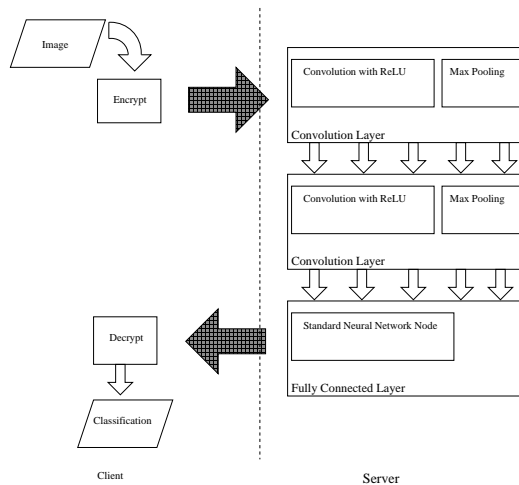 Image
Encrypt
Convolution with ReLU
Max Pooling
Convolution Layer
Convolution with ReLU
Max Pooling
Convolution Layer
Standard Neural Network Node
Fully Connected Layer
Decrypt
Classification
Client
Server